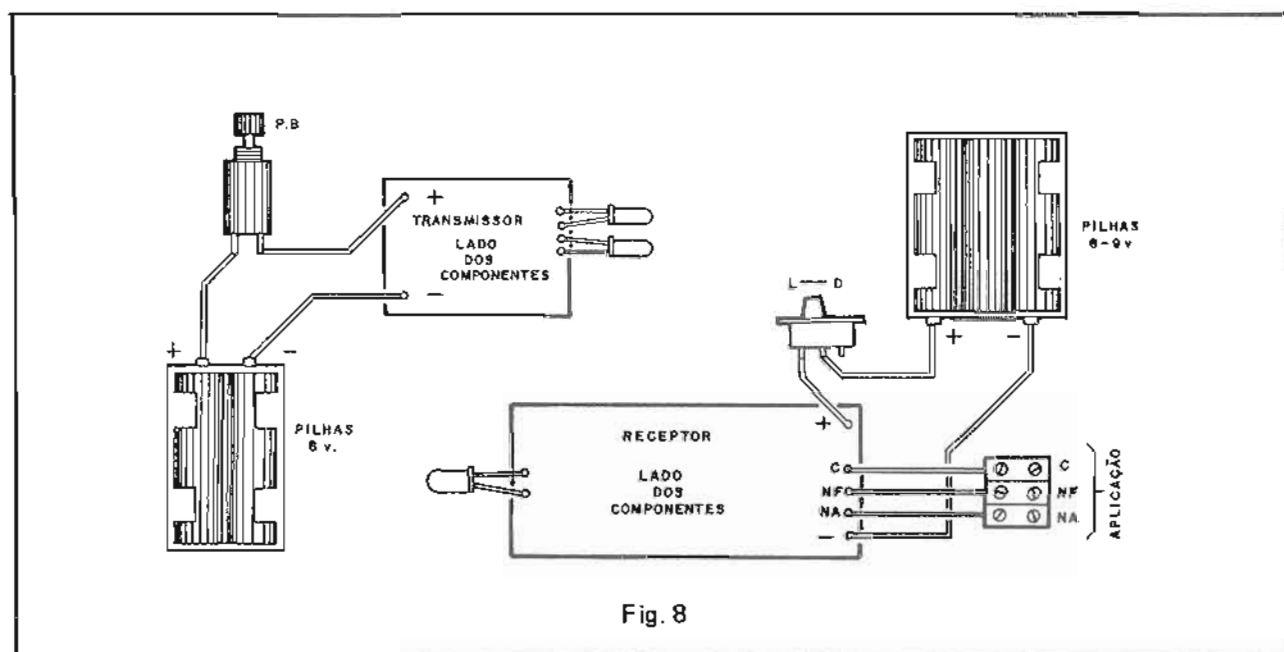 P.B
+
TRANSMISSOR
LADO
DOS
COMPONENTES
−
+ −
PILHAS
6 v.
L D
PILHAS
6-9v
+ −
RECEPTOR
LADO
DOS
COMPONENTES
+
C
NF
NA
−
C
NF
NA
APLICAÇÃO
Fig. 8